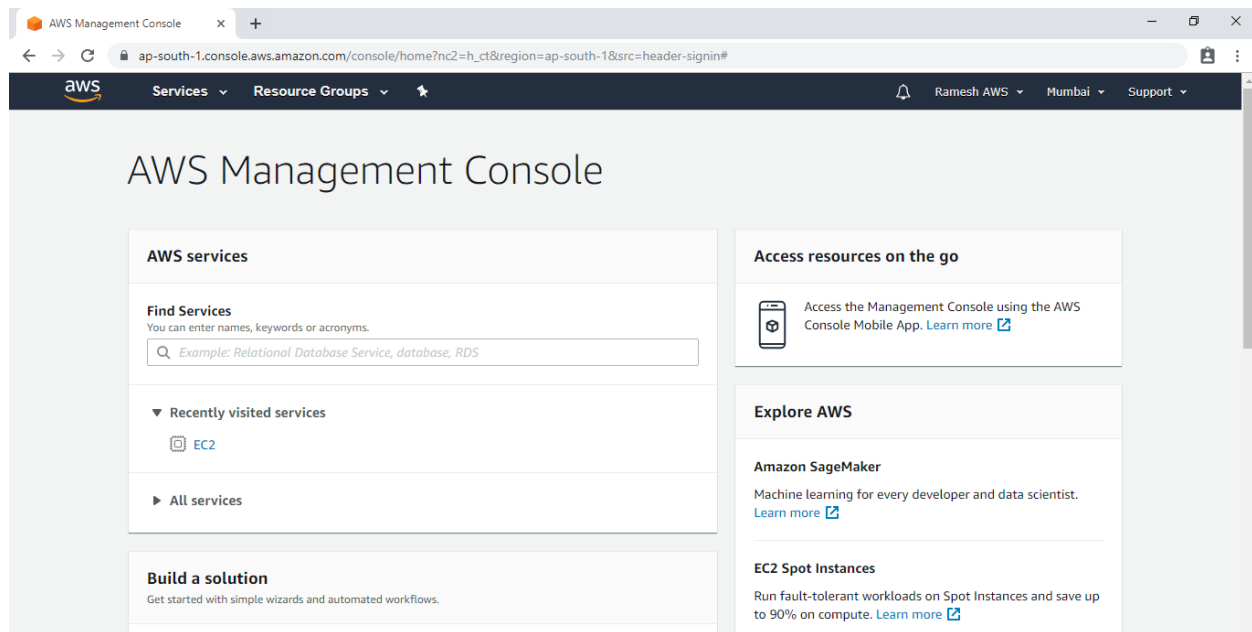 AWS Management Console
ap-south-1.console.aws.amazon.com/console/home?nc2=h_ct&region=ap-south-1&src=header-signin#
aws Services Resource Groups Ramesh AWS Mumbai Support
AWS Management Console
AWS services
Find Services
You can enter names, keywords or acronyms.
Example: Relational Database Service, database, RDS
Recently visited services
EC2
All services
Build a solution
Get started with simple wizards and automated workflows.
Access resources on the go
Access the Management Console using the AWS
Console Mobile App. Learn more
Explore AWS
Amazon SageMaker
Machine learning for every developer and data scientist.
Learn more
EC2 Spot Instances
Run fault-tolerant workloads on Spot Instances and save up
to 90% on compute. Learn more